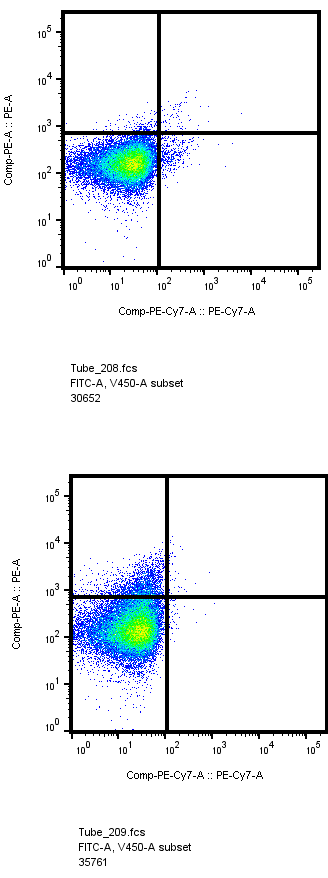 10^5
10^4
10^3
10^2
10^1
10^0
Comp-PE-A :: PE-A
10^0 10^1 10^2 10^3 10^4 10^5
Comp-PE-Cy7-A :: PE-Cy7-A
Tube_208.fcs
FITC-A, V450-A subset
30652
10^5
10^4
10^3
10^2
10^1
10^0
Comp-PE-A :: PE-A
10^0 10^1 10^2 10^3 10^4 10^5
Comp-PE-Cy7-A :: PE-Cy7-A
Tube_209.fcs
FITC-A, V450-A subset
35761